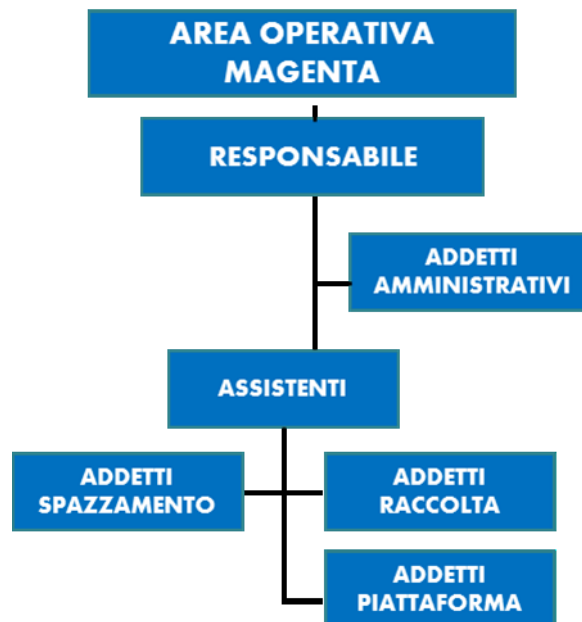 AREA OPERATIVA
MAGENTA
RESPONSABILE
ADDETTI
AMMINISTRATIVI
ASSISTENTI
ADDETTI
SPAZZAMENTO
ADDETTI
RACCOLTA
ADDETTI
PIATTAFORMA